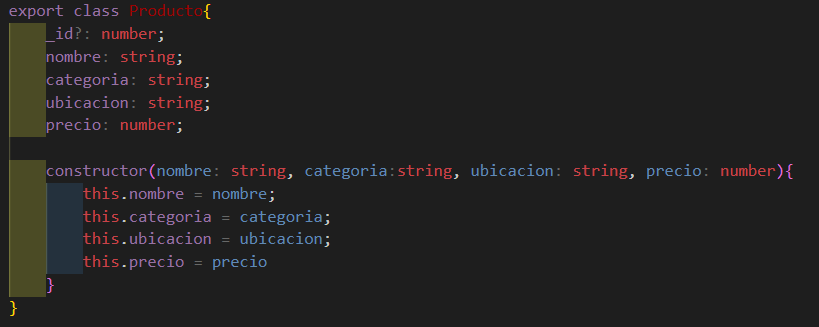 export class Producto{
_id?: number;
nombre: string;
categoria: string;
ubicacion: string;
precio: number;
constructor(nombre: string, categoria:string, ubicacion: string, precio: number){
this.nombre = nombre;
this.categoria = categoria;
this.ubicacion = ubicacion;
this.precio = precio
}
}